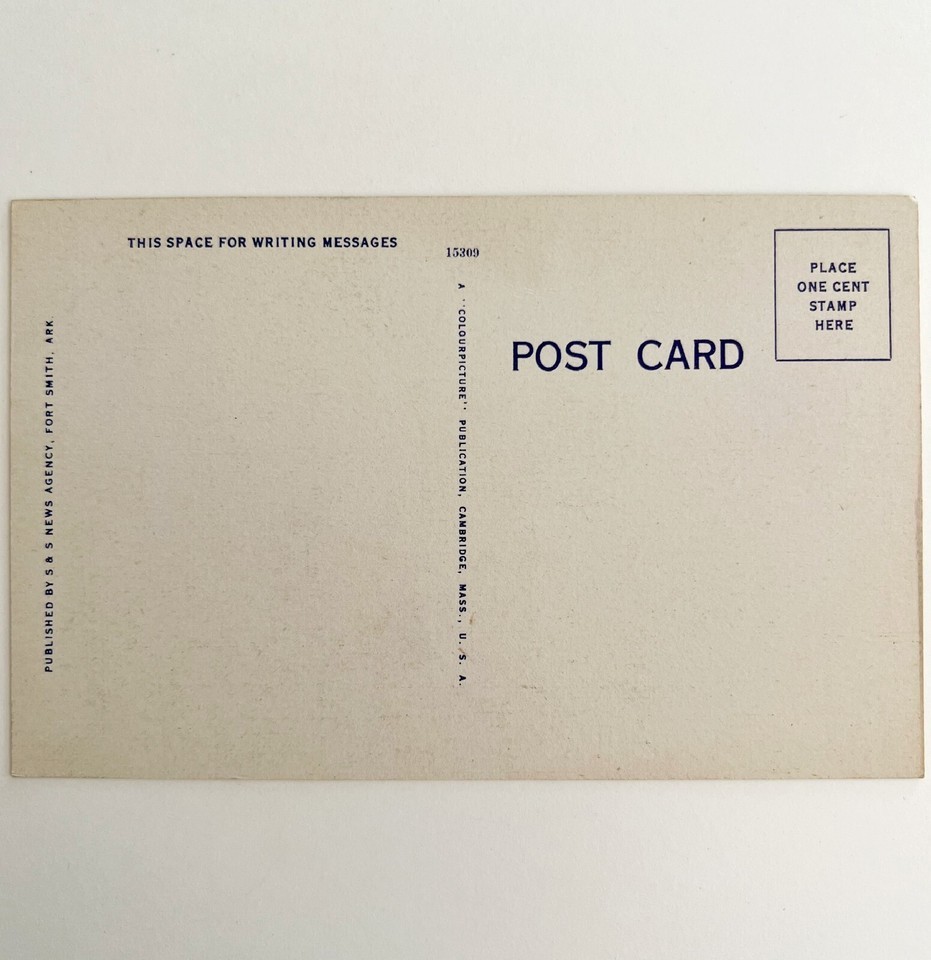 THIS SPACE FOR WRITING MESSAGES
15309
PLACE
ONE CENT
STAMP
HERE
POST CARD
A "COLOURPICTURE" PUBLICATION, CAMBRIDGE, MASS., U. S. A.
PUBLISHED BY S & S NEWS AGENCY, FORT SMITH, ARK.